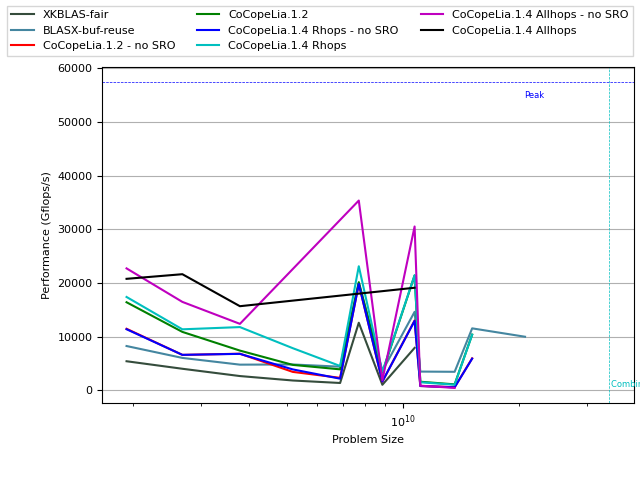 XKBLAS-fair
BLASX-buf-reuse
CoCopeLia.1.2 - no SRO
CoCopeLia.1.2
CoCopeLia.1.4 Rhops - no SRO
CoCopeLia.1.4 Rhops
CoCopeLia.1.4 Allhops - no SRO
CoCopeLia.1.4 Allhops
60000
50000
40000
30000
20000
10000
0
Performance (Gflops/s)
Peak
10^10
Problem Size